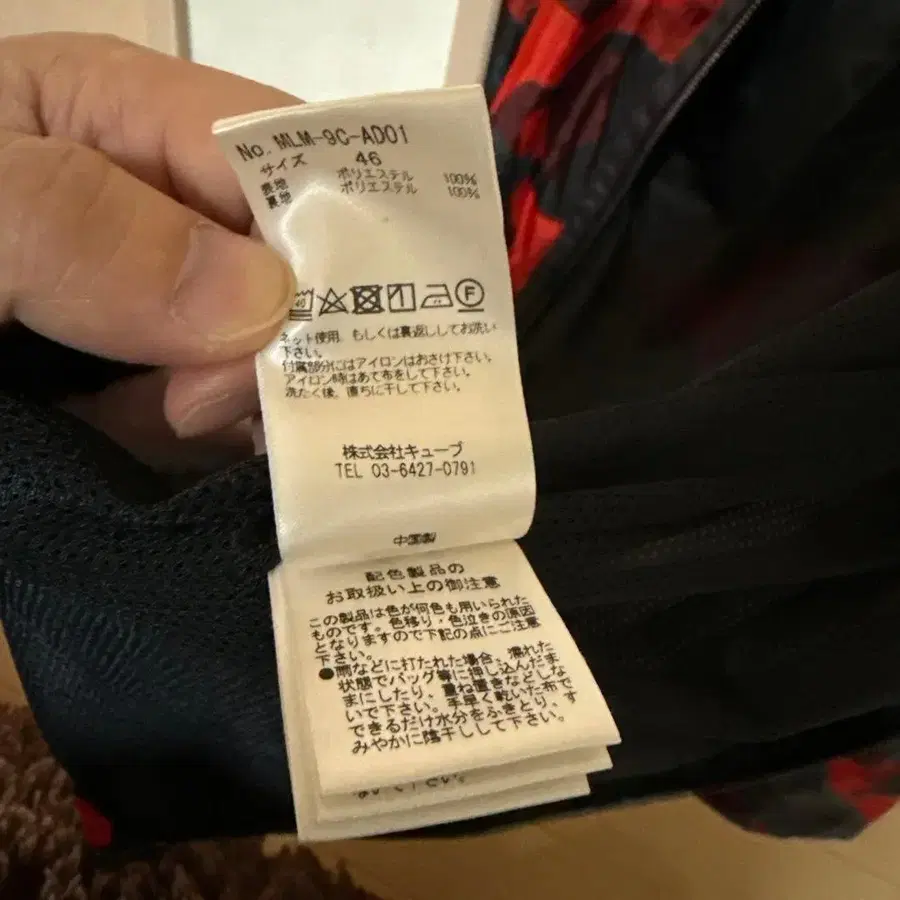 No. MLM-9C-AD01
サイズ 46
表地 ポリエステル 100%
裏地 ポリエステル 100%
40
F
ネット使用、もしくは裏返ししてお洗い
下さい。
付属部分にはアイロンはおさけ下さい。
アイロン時はあて布をして下さい。
洗たく後、直ちに干して下さい。
株式会社キューブ
TEL 03-6427-0791
中国製
配色製品の
お取扱い上の御注意
この製品は色が何色も用いられた
ものです。色移り・色泣きの原因
となりますので下記の点にご注意
下さい。
●雨などに打たれた場合、濡れた
状態でバッグ等に押し込んだま
まにしたり、重ね置きなどしな
いで下さい。手早く乾いた布で
できるだけ水分をふきとり、す
みやかに陰干しして下さい。